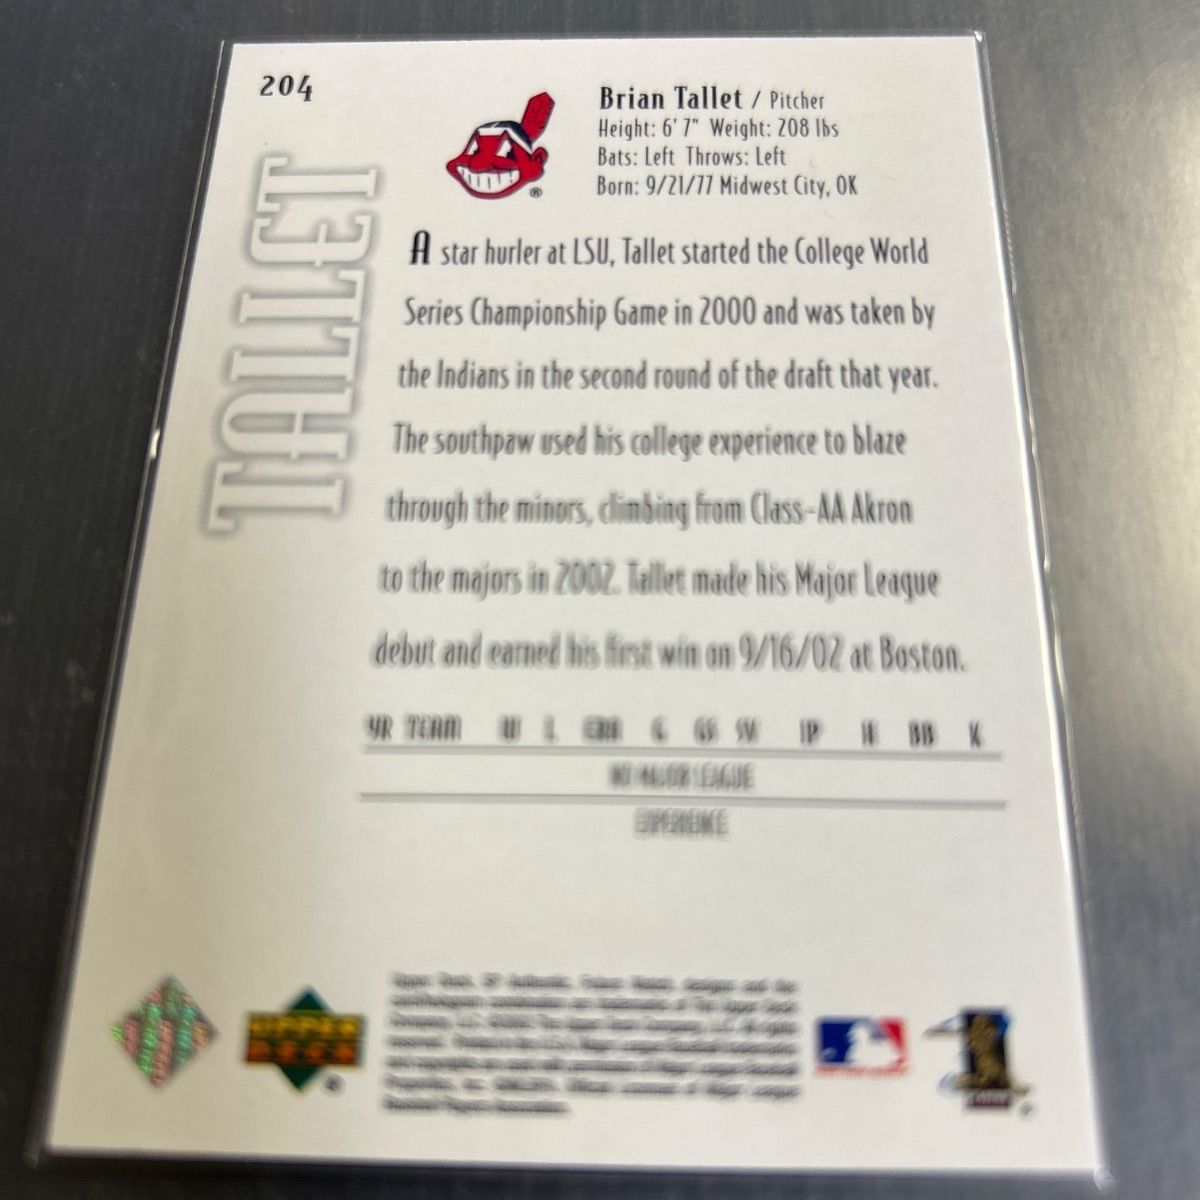 204
Brian Tallet / Pitcher
Height: 6' 7" Weight: 208 lbs
Bats: Left Throws: Left
Born: 9/21/77 Midwest City, OK
TALLET
A star hurler at LSU, Tallet started the College World
Series Championship Game in 2000 and was taken by
the Indians in the second round of the draft that year.
The southpaw used his college experience to blaze
through the minors, climbing from Class-AA Akron
to the majors in 2002. Tallet made his Major League
debut and earned his first win on 9/16/02 at Boston.
YR TEAM W L ERA G GS SV IP H BB K
NO MAJOR LEAGUE
EXPERIENCE
UPPER
DECK